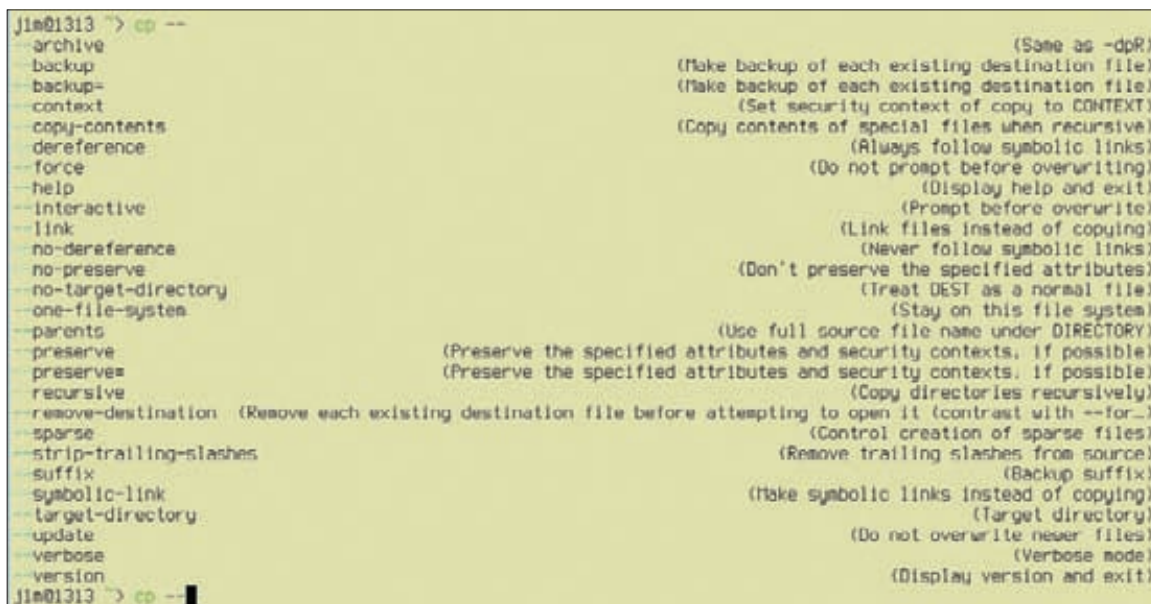 jim@1313 ~> cp --
--archive (Same as -dpR)
--backup (Make backup of each existing destination file)
--backup= (Make backup of each existing destination file)
--context (Set security context of copy to CONTEXT)
--copy-contents (Copy contents of special files when recursive)
--dereference (Always follow symbolic links)
--force (Do not prompt before overwriting)
--help (Display help and exit)
--interactive (Prompt before overwrite)
--link (Link files instead of copying)
--no-dereference (Never follow symbolic links)
--no-preserve (Don't preserve the specified attributes)
--no-target-directory (Treat DEST as a normal file)
--one-file-system (Stay on this file system)
--parents (Use full source file name under DIRECTORY)
--preserve (Preserve the specified attributes and security contexts, if possible)
--preserve= (Preserve the specified attributes and security contexts, if possible)
--recursive (Copy directories recursively)
--remove-destination (Remove each existing destination file before attempting to open it (contrast with --for…)
--sparse (Control creation of sparse files)
--strip-trailing-slashes (Remove trailing slashes from source)
--suffix (Backup suffix)
--symbolic-link (Make symbolic links instead of copying)
--target-directory (Target directory)
--update (Do not overwrite newer files)
--verbose (Verbose mode)
--version (Display version and exit)
jim@1313 ~> cp --